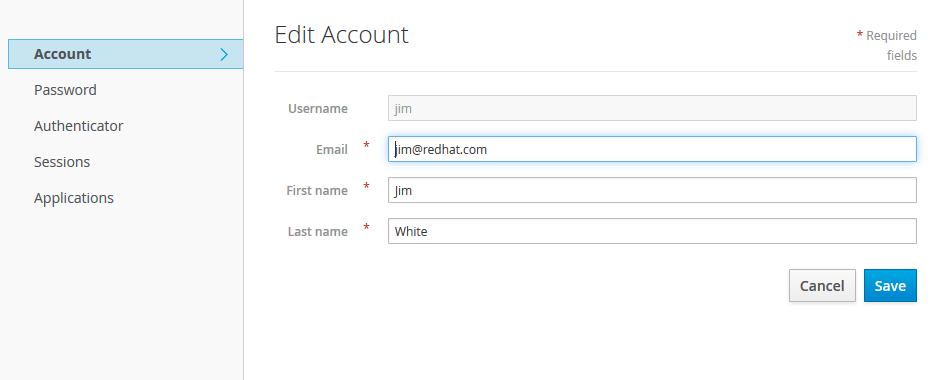 Account
Password
Authenticator
Sessions
Applications
Edit Account
* Required
fields
Username jim
Email * jim@redhat.com
First name * Jim
Last name * White
Cancel Save